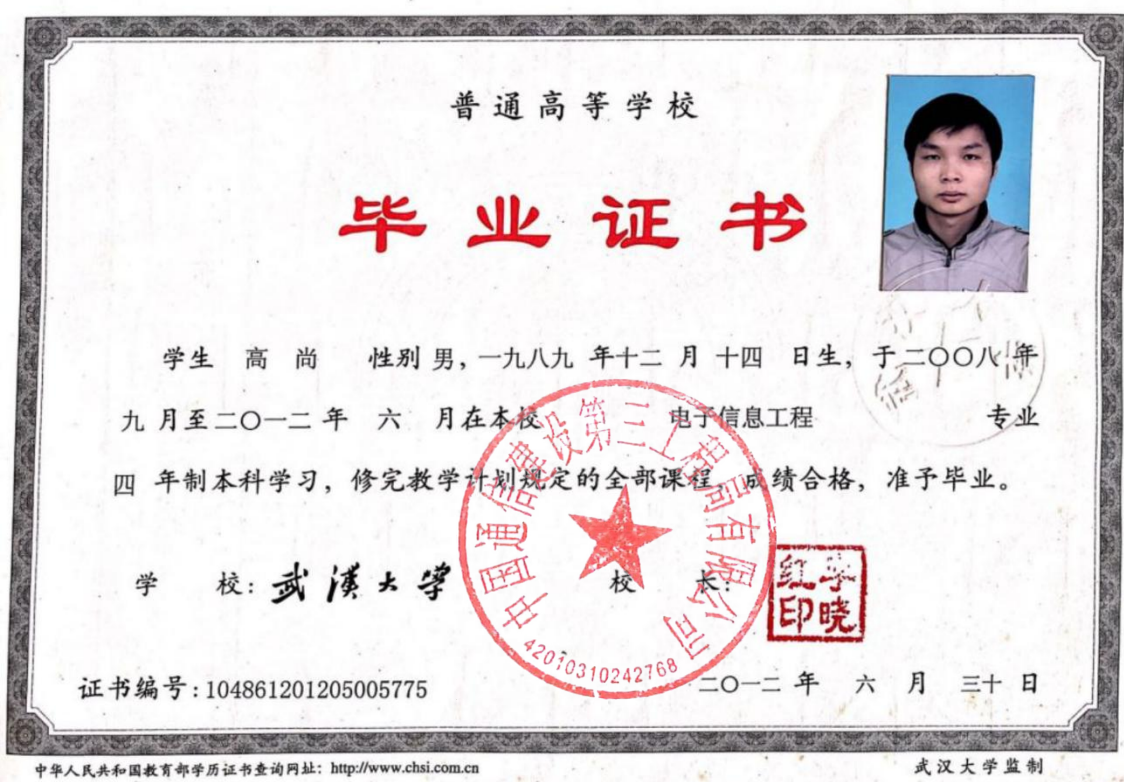 普通高等学校
毕业证书
学生 高 尚 性别 男，一九八九 年十二 月 十四 日生，于二〇〇八年
九 月至二〇一二年 六 月在本校 电子信息工程 专业
四 年制本科学习，修完教学计划规定的全部课程，成绩合格，准予毕业。
学 校：武漢大学
校 长：
红李
印晓
中国通信建设第三工程局有限公司
42010310242768
证书编号：104861201205005775
二〇一二 年 六 月 三十 日
中华人民共和国教育部学历证书查询网址：http://www.chsi.com.cn
武汉大学监制